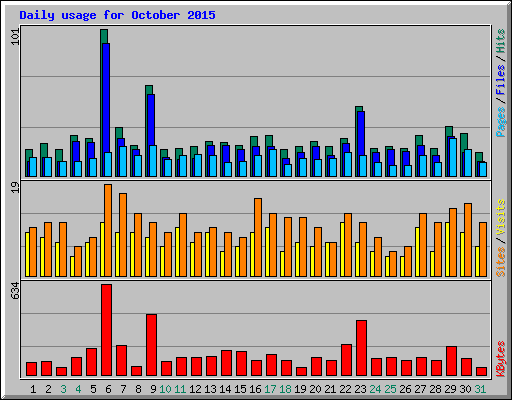 Daily usage for October 2015
101
Pages / Files / Hits
19
Sites / Visits
634
KBytes
1 2 3 4 5 6 7 8 9 10 11 12 13 14 15 16 17 18 19 20 21 22 23 24 25 26 27 28 29 30 31